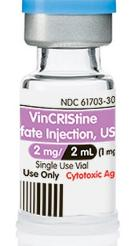 NDC 61703-30
VinCRIStine
fate Injection, US
2 mg/ 2 mL (1 mg
Single Use Vial
Use Only Cytotoxic Ag